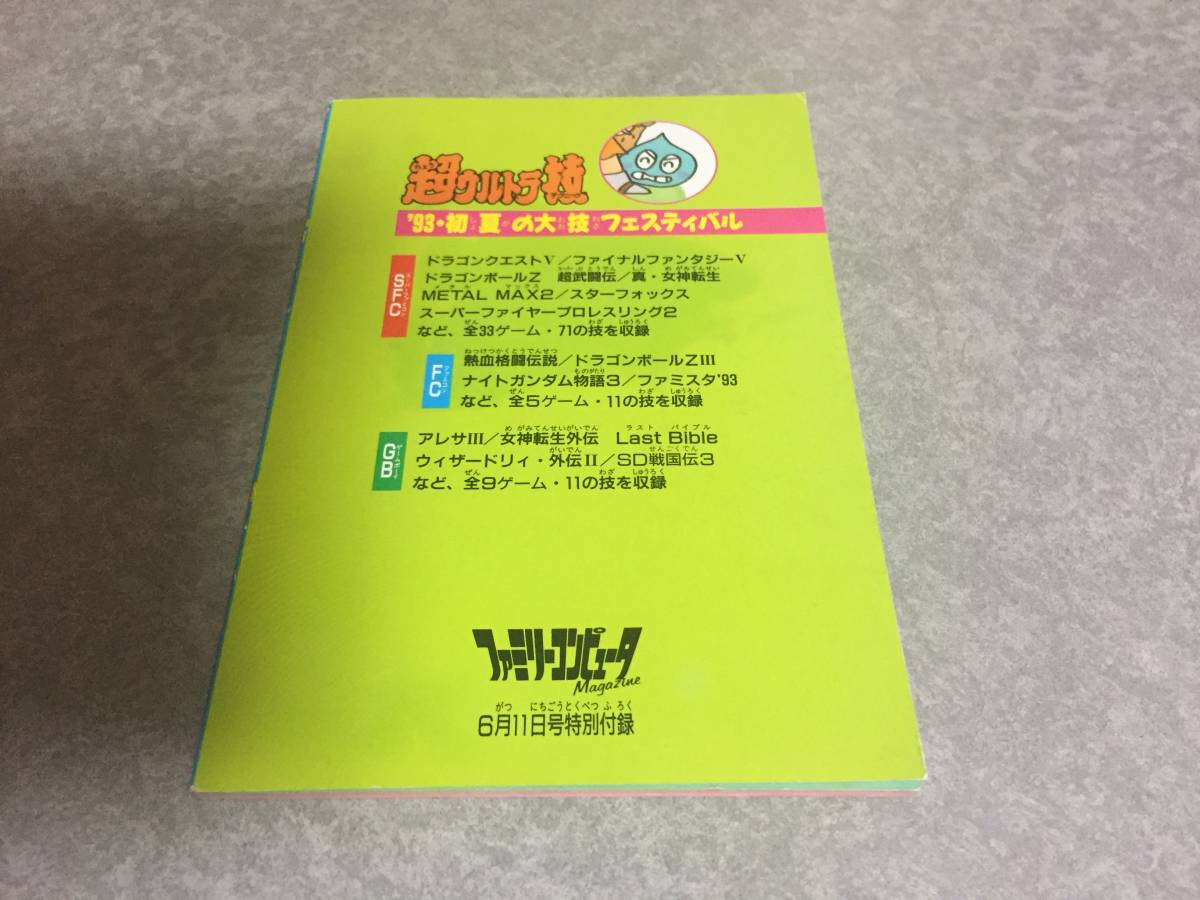 超ウルトラ技
'93・初夏の大技フェスティバル
SFC
ドラゴンクエストV／ファイナルファンタジーV
ドラゴンボールZ 超武闘伝／真・女神転生
METAL MAX2／スターフォックス
スーパーファイヤープロレスリング2
など、全33ゲーム・71の技を収録
FC
熱血格闘伝説／ドラゴンボールZIII
ナイトガンダム物語3／ファミスタ'93
など、全5ゲーム・11の技を収録
GB
アレサIII／女神転生外伝 Last Bible
ウィザードリィ・外伝II／SD戦国伝3
など、全9ゲーム・11の技を収録
ファミリーコンピュータ
Magazine
6月11日号特別付録